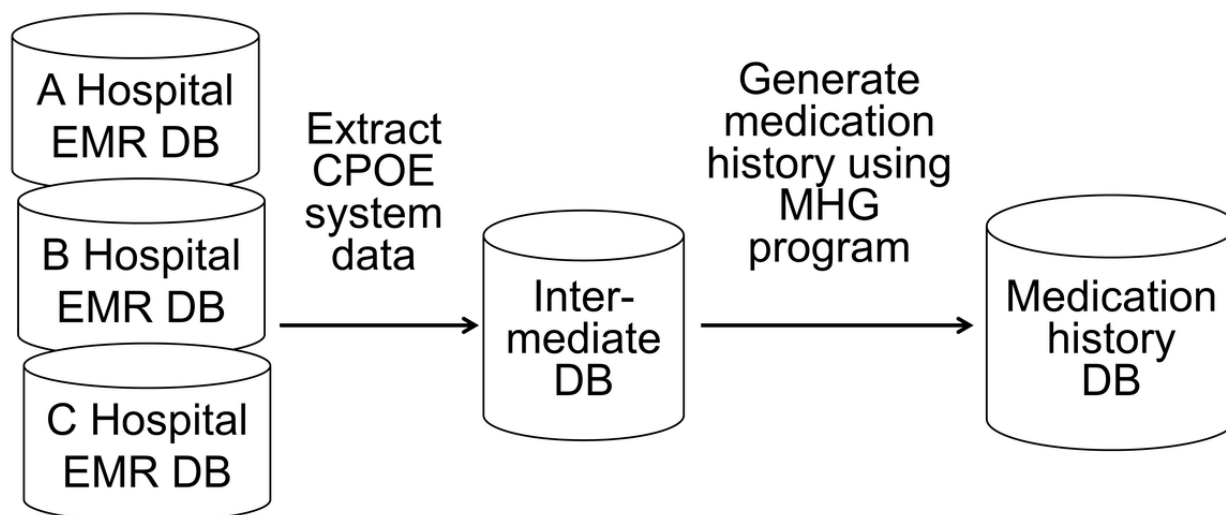 A Hospital
EMR DB
B Hospital
EMR DB
C Hospital
EMR DB
Extract
CPOE
system
data
Inter-
mediate
DB
Generate
medication
history using
MHG
program
Medication
history
DB